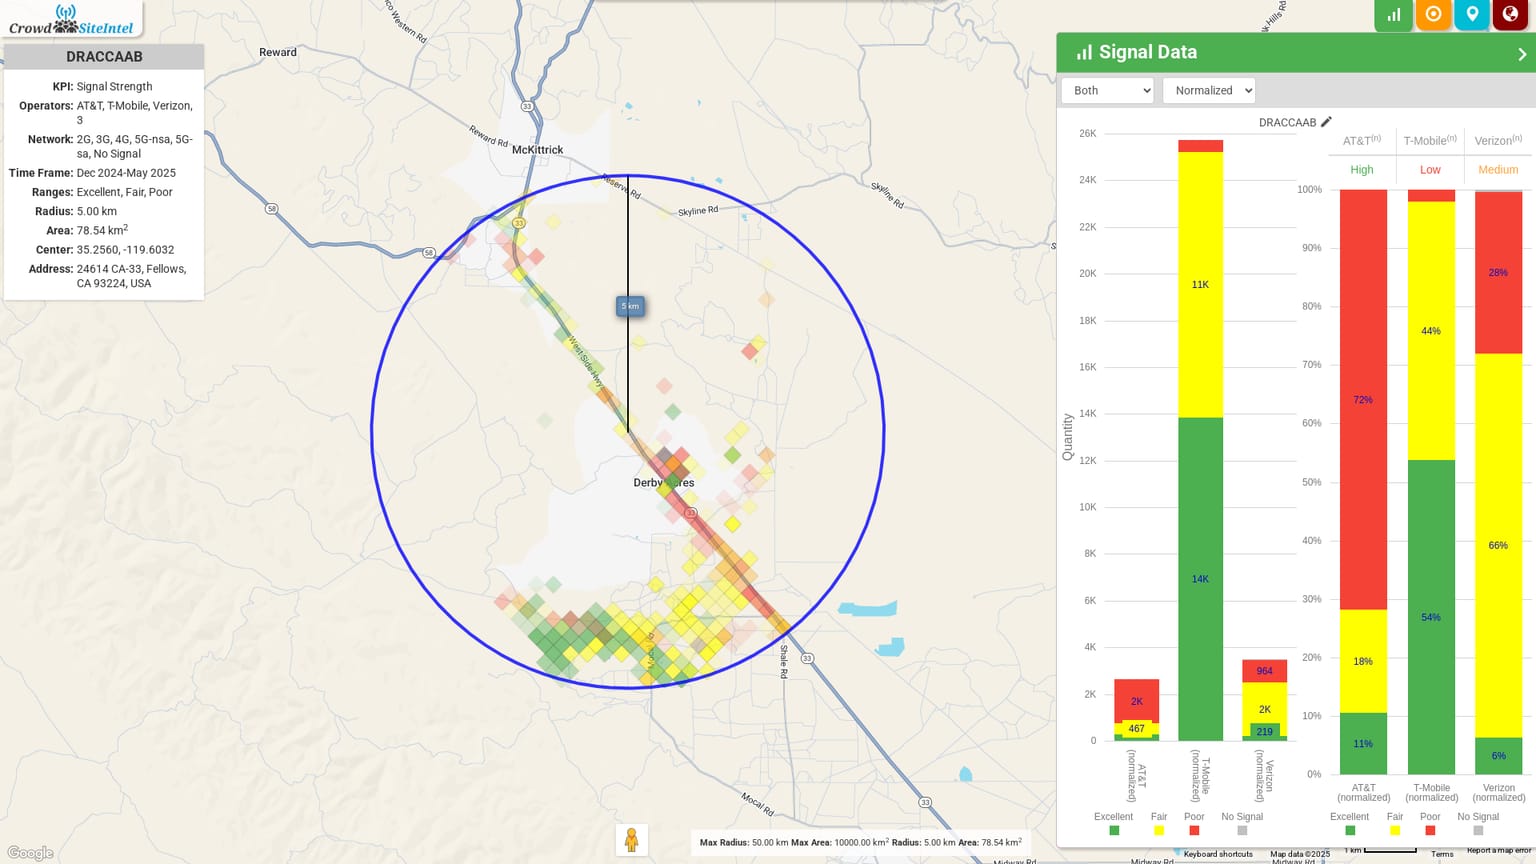 CrowdSiteIntel
DRACCAAB
KPI: Signal Strength
Operators: AT&T, T-Mobile, Verizon,
3
Network: 2G, 3G, 4G, 5G-nsa, 5G-
sa, No Signal
Time Frame: Dec 2024-May 2025
Ranges: Excellent, Fair, Poor
Radius: 5.00 km
Area: 78.54 km²
Center: 35.2560, -119.6032
Address: 24614 CA-33, Fellows,
CA 93224, USA
Reward
33
Reward Rd
McKittrick
Reserve Rd
Skyline Rd
Skyline Rd
58
58
33
5 km
West Side Hwy
Derby Acres
33
Mocal Rd
Shale Rd
33
33
Mocal Rd
Midway Rd
Midway Rd
Midway Rd
Google
Max Radius: 50.00 km Max Area: 10000.00 km² Radius: 5.00 km Area: 78.54 km²
Keyboard shortcuts
Map data ©2025
1 km
Terms
Report a map error
Signal Data
Both
Normalized
DRACCAAB
Quantity
26K
24K
22K
20K
18K
16K
14K
12K
10K
8K
6K
4K
2K
0
2K
467
11K
14K
964
2K
219
AT&T
(normalized)
T-Mobile
(normalized)
Verizon
(normalized)
Excellent
Fair
Poor
No Signal
AT&T(n)
T-Mobile(n)
Verizon(n)
High
Low
Medium
100%
90%
80%
70%
60%
50%
40%
30%
20%
10%
0%
72%
18%
11%
44%
54%
28%
66%
6%
AT&T
(normalized)
T-Mobile
(normalized)
Verizon
(normalized)
Excellent
Fair
Poor
No Signal